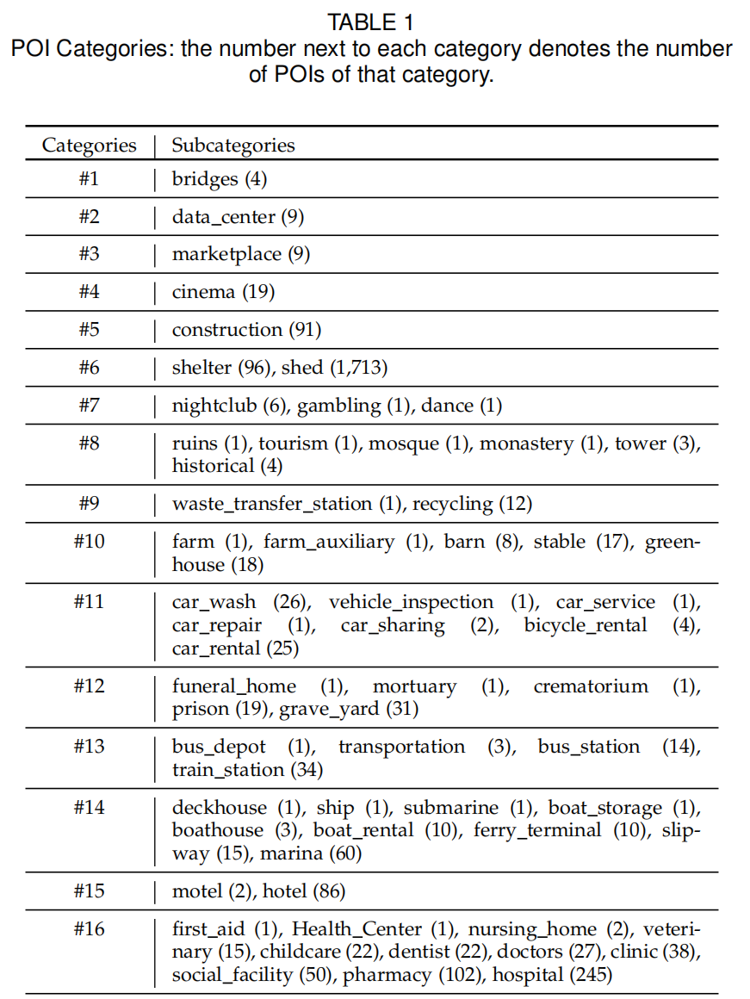 TABLE 1
POI Categories: the number next to each category denotes the number
of POIs of that category.
Categories | Subcategories
#1 | bridges (4)
#2 | data_center (9)
#3 | marketplace (9)
#4 | cinema (19)
#5 | construction (91)
#6 | shelter (96), shed (1,713)
#7 | nightclub (6), gambling (1), dance (1)
#8 | ruins (1), tourism (1), mosque (1), monastery (1), tower (3),
historical (4)
#9 | waste_transfer_station (1), recycling (12)
#10 | farm (1), farm_auxiliary (1), barn (8), stable (17), green-
house (18)
#11 | car_wash (26), vehicle_inspection (1), car_service (1),
car_repair (1), car_sharing (2), bicycle_rental (4),
car_rental (25)
#12 | funeral_home (1), mortuary (1), crematorium (1),
prison (19), grave_yard (31)
#13 | bus_depot (1), transportation (3), bus_station (14),
train_station (34)
#14 | deckhouse (1), ship (1), submarine (1), boat_storage (1),
boathouse (3), boat_rental (10), ferry_terminal (10), slip-
way (15), marina (60)
#15 | motel (2), hotel (86)
#16 | first_aid (1), Health_Center (1), nursing_home (2), veteri-
nary (15), childcare (22), dentist (22), doctors (27), clinic (38),
social_facility (50), pharmacy (102), hospital (245)